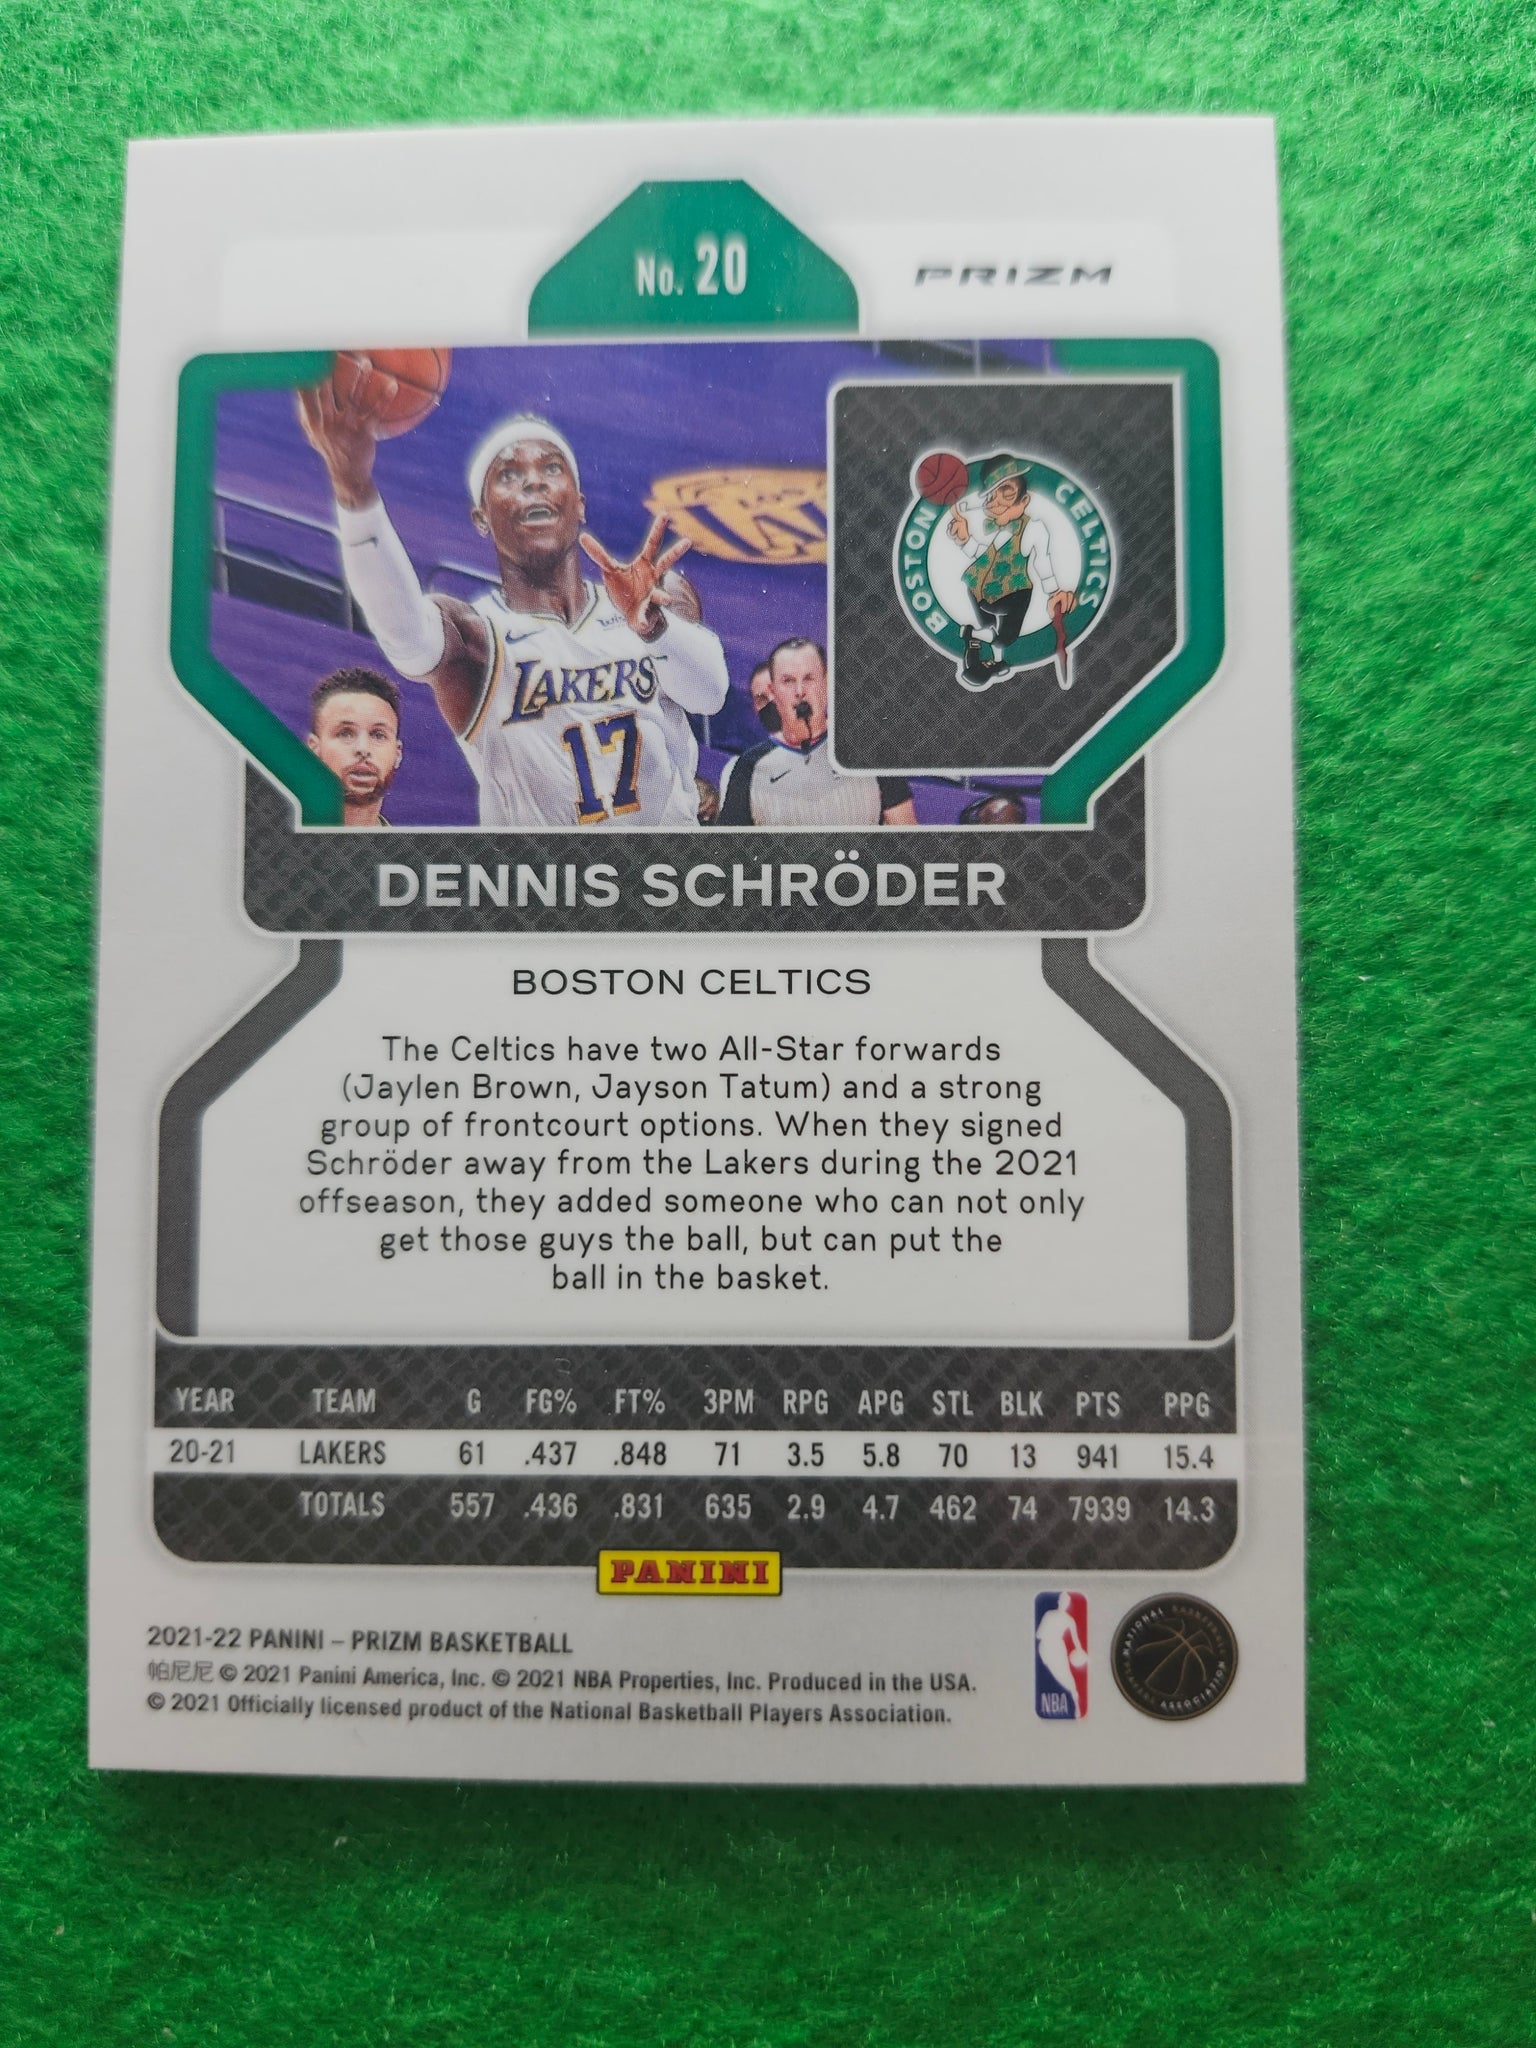 No. 20
PRIZM
BOSTON CELTICS
LAKERS
17
DENNIS SCHRÖDER
BOSTON CELTICS
The Celtics have two All-Star forwards
(Jaylen Brown, Jayson Tatum) and a strong
group of frontcourt options. When they signed
Schröder away from the Lakers during the 2021
offseason, they added someone who can not only
get those guys the ball, but can put the
ball in the basket.
YEAR TEAM G FG% FT% 3PM RPG APG STL BLK PTS PPG
20-21 LAKERS 61 .437 .848 71 3.5 5.8 70 13 941 15.4
TOTALS 557 .436 .831 635 2.9 4.7 462 74 7939 14.3
PANINI
2021-22 PANINI – PRIZM BASKETBALL
帕尼尼 © 2021 Panini America, Inc. © 2021 NBA Properties, Inc. Produced in the USA.
© 2021 Officially licensed product of the National Basketball Players Association.
NBA
NATIONAL BASKETBALL PLAYERS ASSOCIATION